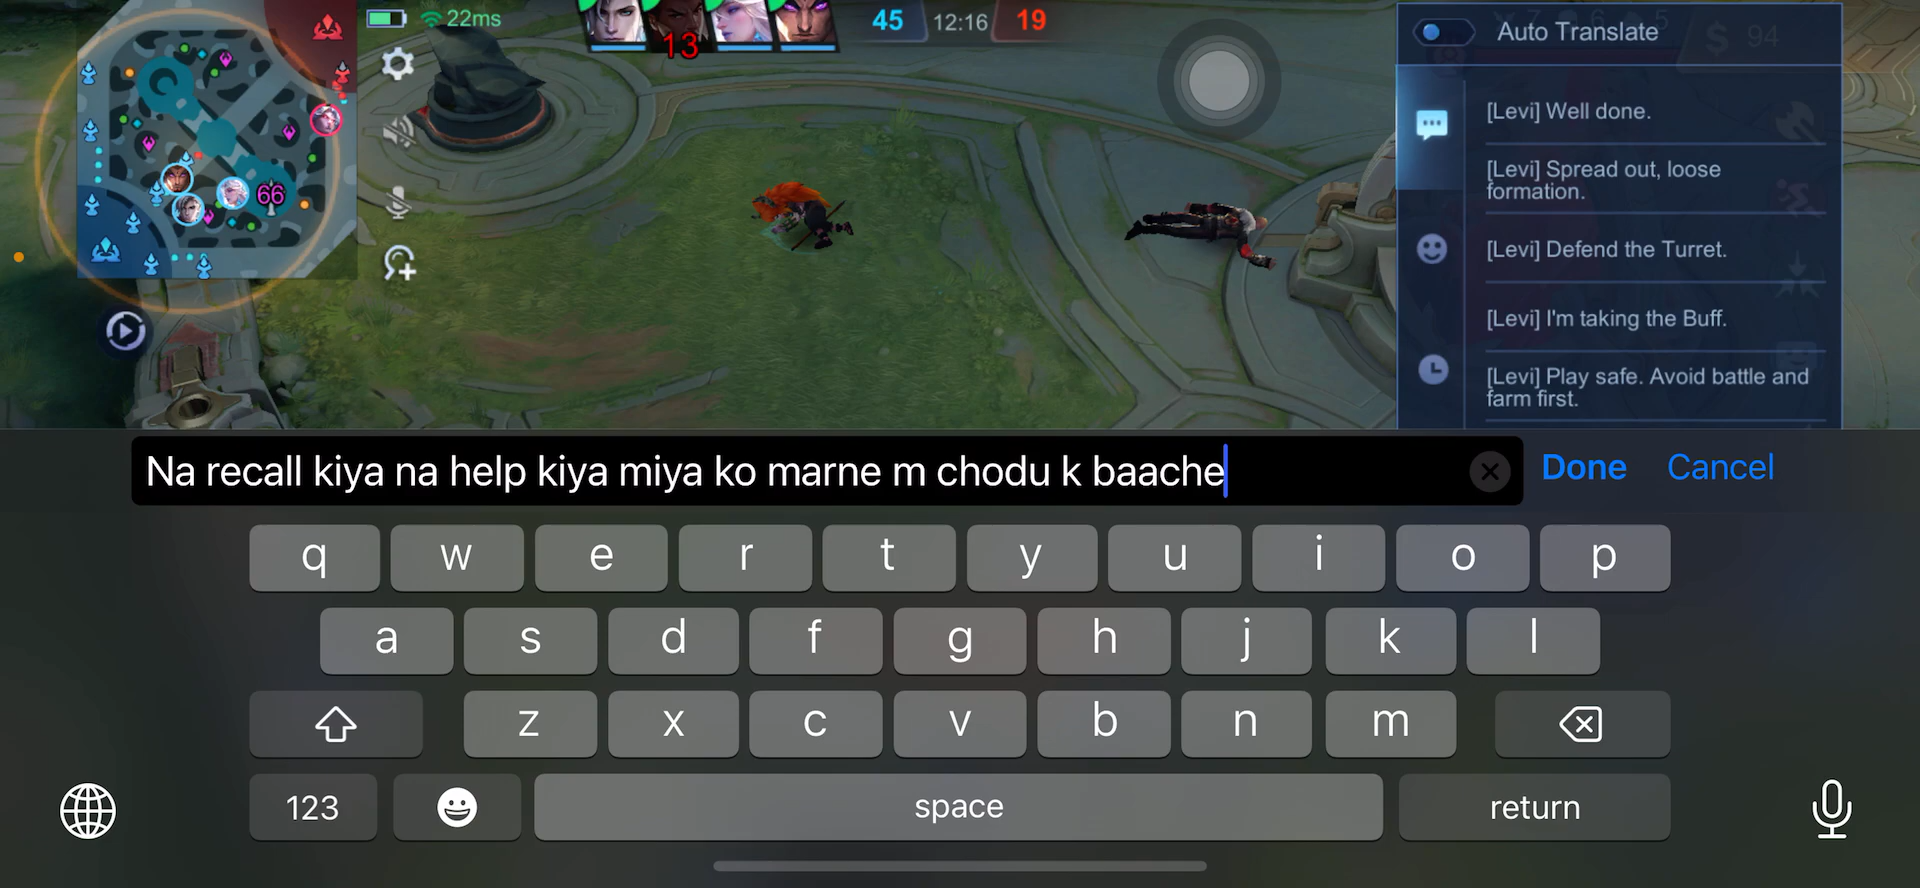 22ms
13
45 12:16 19
Auto Translate
94
66
[Levi] Well done.
[Levi] Spread out, loose
formation.
[Levi] Defend the Turret.
[Levi] I'm taking the Buff.
[Levi] Play safe. Avoid battle and
farm first.
Na recall kiya na help kiya miya ko marne m chodu k baache
Done Cancel
q w e r t y u i o p
a s d f g h j k l
z x c v b n m
123 space return